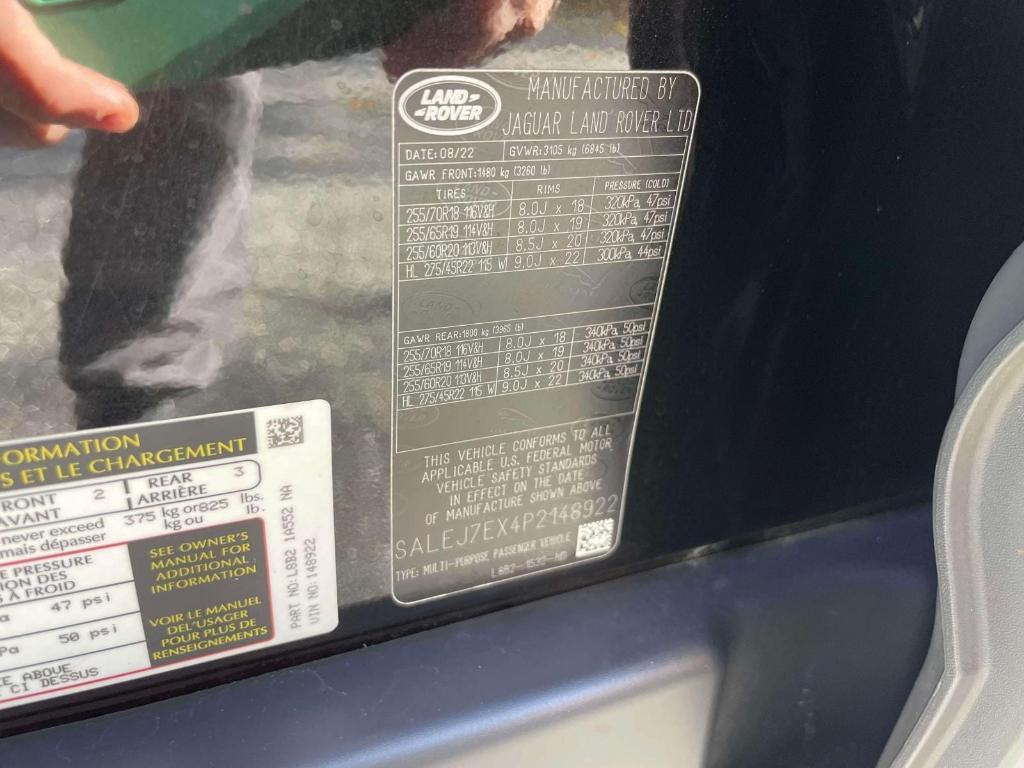 LAND-
-ROVER
MANUFACTURED BY
JAGUAR LAND ROVER LTD
DATE: 08/22 GVWR:3105 kg (6845 lb)
GAWR FRONT:1480 kg (3260 lb)
TIRES RIMS PRESSURE (COLD)
255/70R18 116V&H 8.0J x 18 320kPa, 47psi
255/65R19 114V&H 8.0J x 19 320kPa, 47psi
255/60R20 113V&H 8.5J x 20 320kPa, 47psi
HL 275/45R22 115 W 9.0J x 22 300kPa, 44psi
GAWR REAR:1800 kg (3965 lb)
255/70R18 116V&H 8.0J x 18 340kPa, 50psi
255/65R19 114V&H 8.0J x 19 340kPa, 50psi
255/60R20 113V&H 8.5J x 20 340kPa, 50psi
HL 275/45R22 115 W 9.0J x 22 340kPa, 50psi
THIS VEHICLE CONFORMS TO ALL
APPLICABLE U.S. FEDERAL MOTOR
VEHICLE SAFETY STANDARDS
IN EFFECT ON THE DATE
OF MANUFACTURE SHOWN ABOVE
SALEJ7EX4P2148922
TYPE: MULTI-PURPOSE PASSENGER VEHICLE
ORMATION
S ET LE CHARGEMENT
FRONT 2 REAR 3
AVANT ARRIÈRE
never exceed 375 kg or 825 lbs.
mais dépasser kg ou lb.
E PRESSURE
ON DES
À FROID
47 psi
Pa 50 psi
CE ABOVE
CI DESSUS
SEE OWNER'S
MANUAL FOR
ADDITIONAL
INFORMATION
VOIR LE MANUEL
DEL'USAGER
POUR PLUS DE
RENSEIGNEMENTS
PART NO:L8B2 1A552 NA
VIN NO: 148922